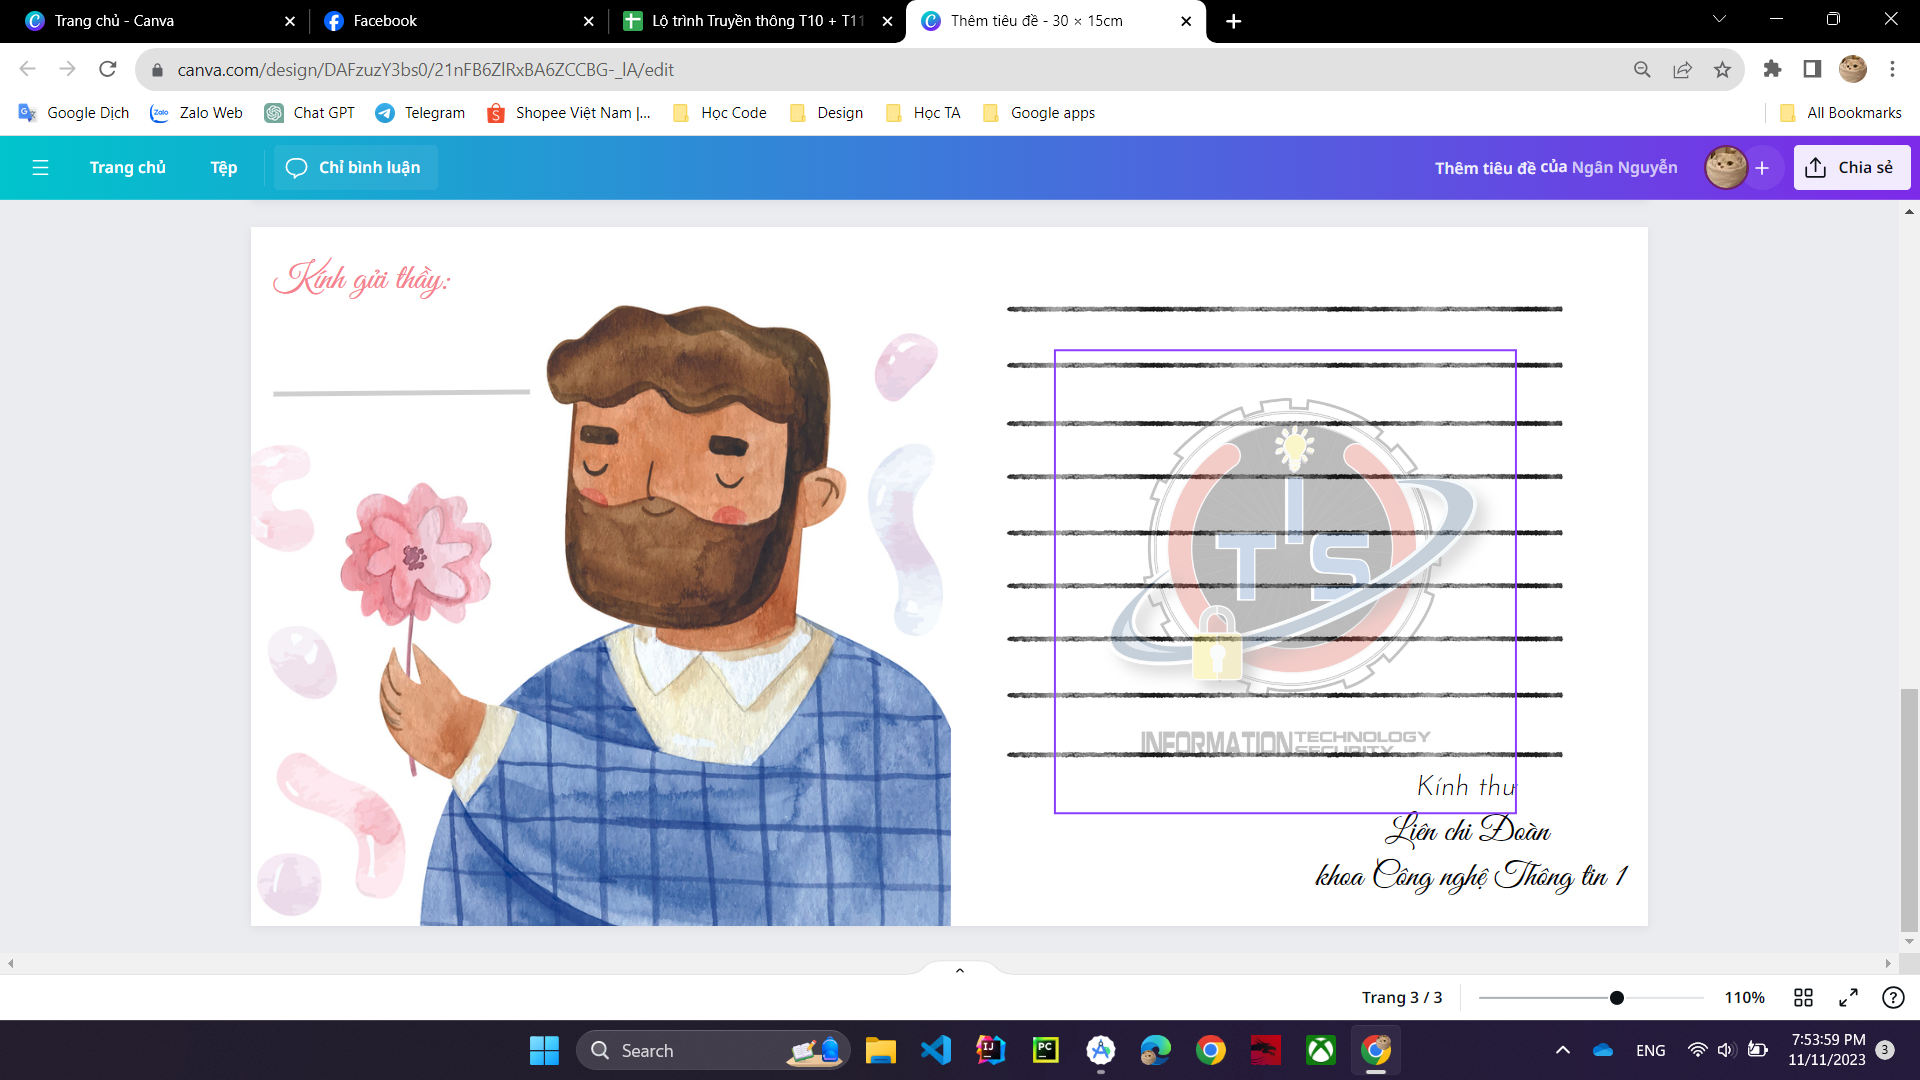 Trang chủ - Canva
Facebook
Lộ trình Truyền thông T10 + T11
Thêm tiêu đề - 30 × 15cm
canva.com/design/DAFzuzY3bs0/21nFB6ZlRxBA6ZCCBG-_lA/edit
Google Dịch
Zalo Web
Chat GPT
Telegram
Shopee Việt Nam |...
Học Code
Design
Học TA
Google apps
All Bookmarks
Trang chủ
Tệp
Chỉ bình luận
Thêm tiêu đề của Ngân Nguyễn
Chia sẻ
Kính gửi thầy:
ITS
INFORMATION TECHNOLOGY SECURITY
Kính thư
Liên chi Đoàn
khoa Công nghệ Thông tin 1
Trang 3 / 3
110%
Search
ENG
7:53:59 PM
11/11/2023
3